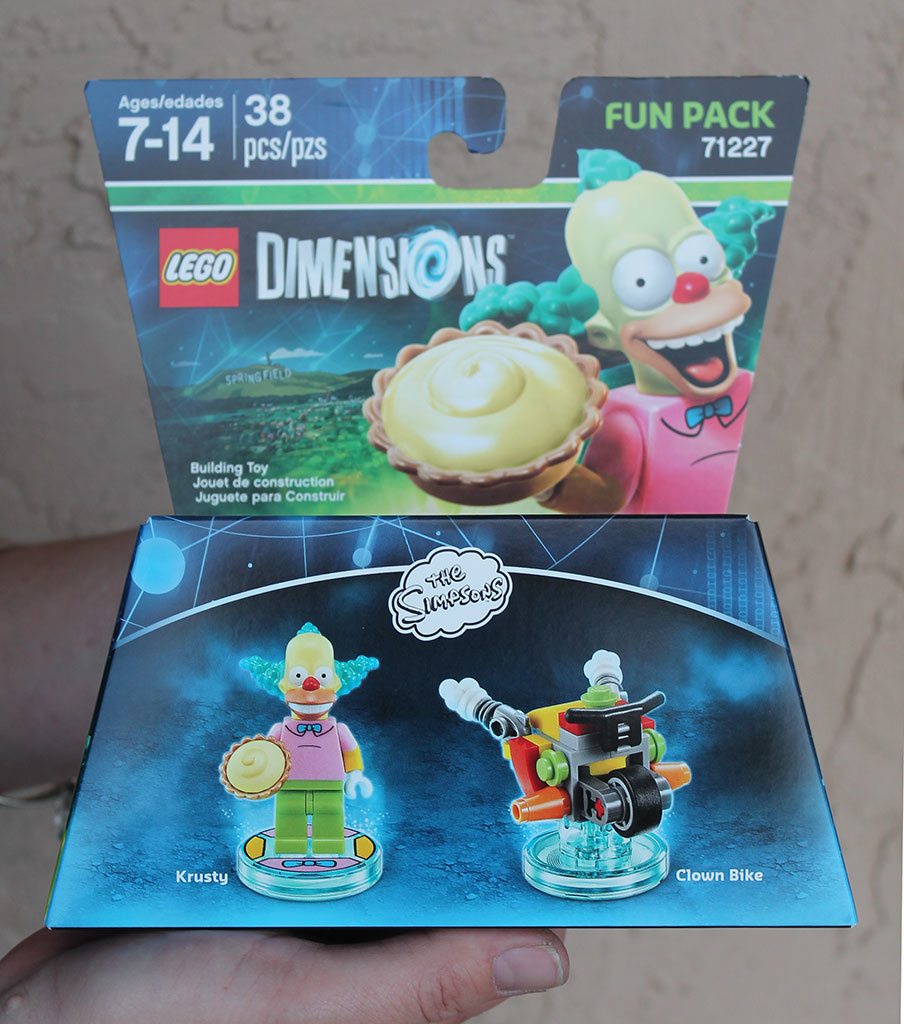 Ages/edades
7-14
38
pcs/pzs
FUN PACK
71227
LEGO
DIMENSIONS™
SPRINGFIELD
Building Toy
Jouet de construction
Juguete para Construir
THE
SIMPSONS
Krusty
Clown Bike